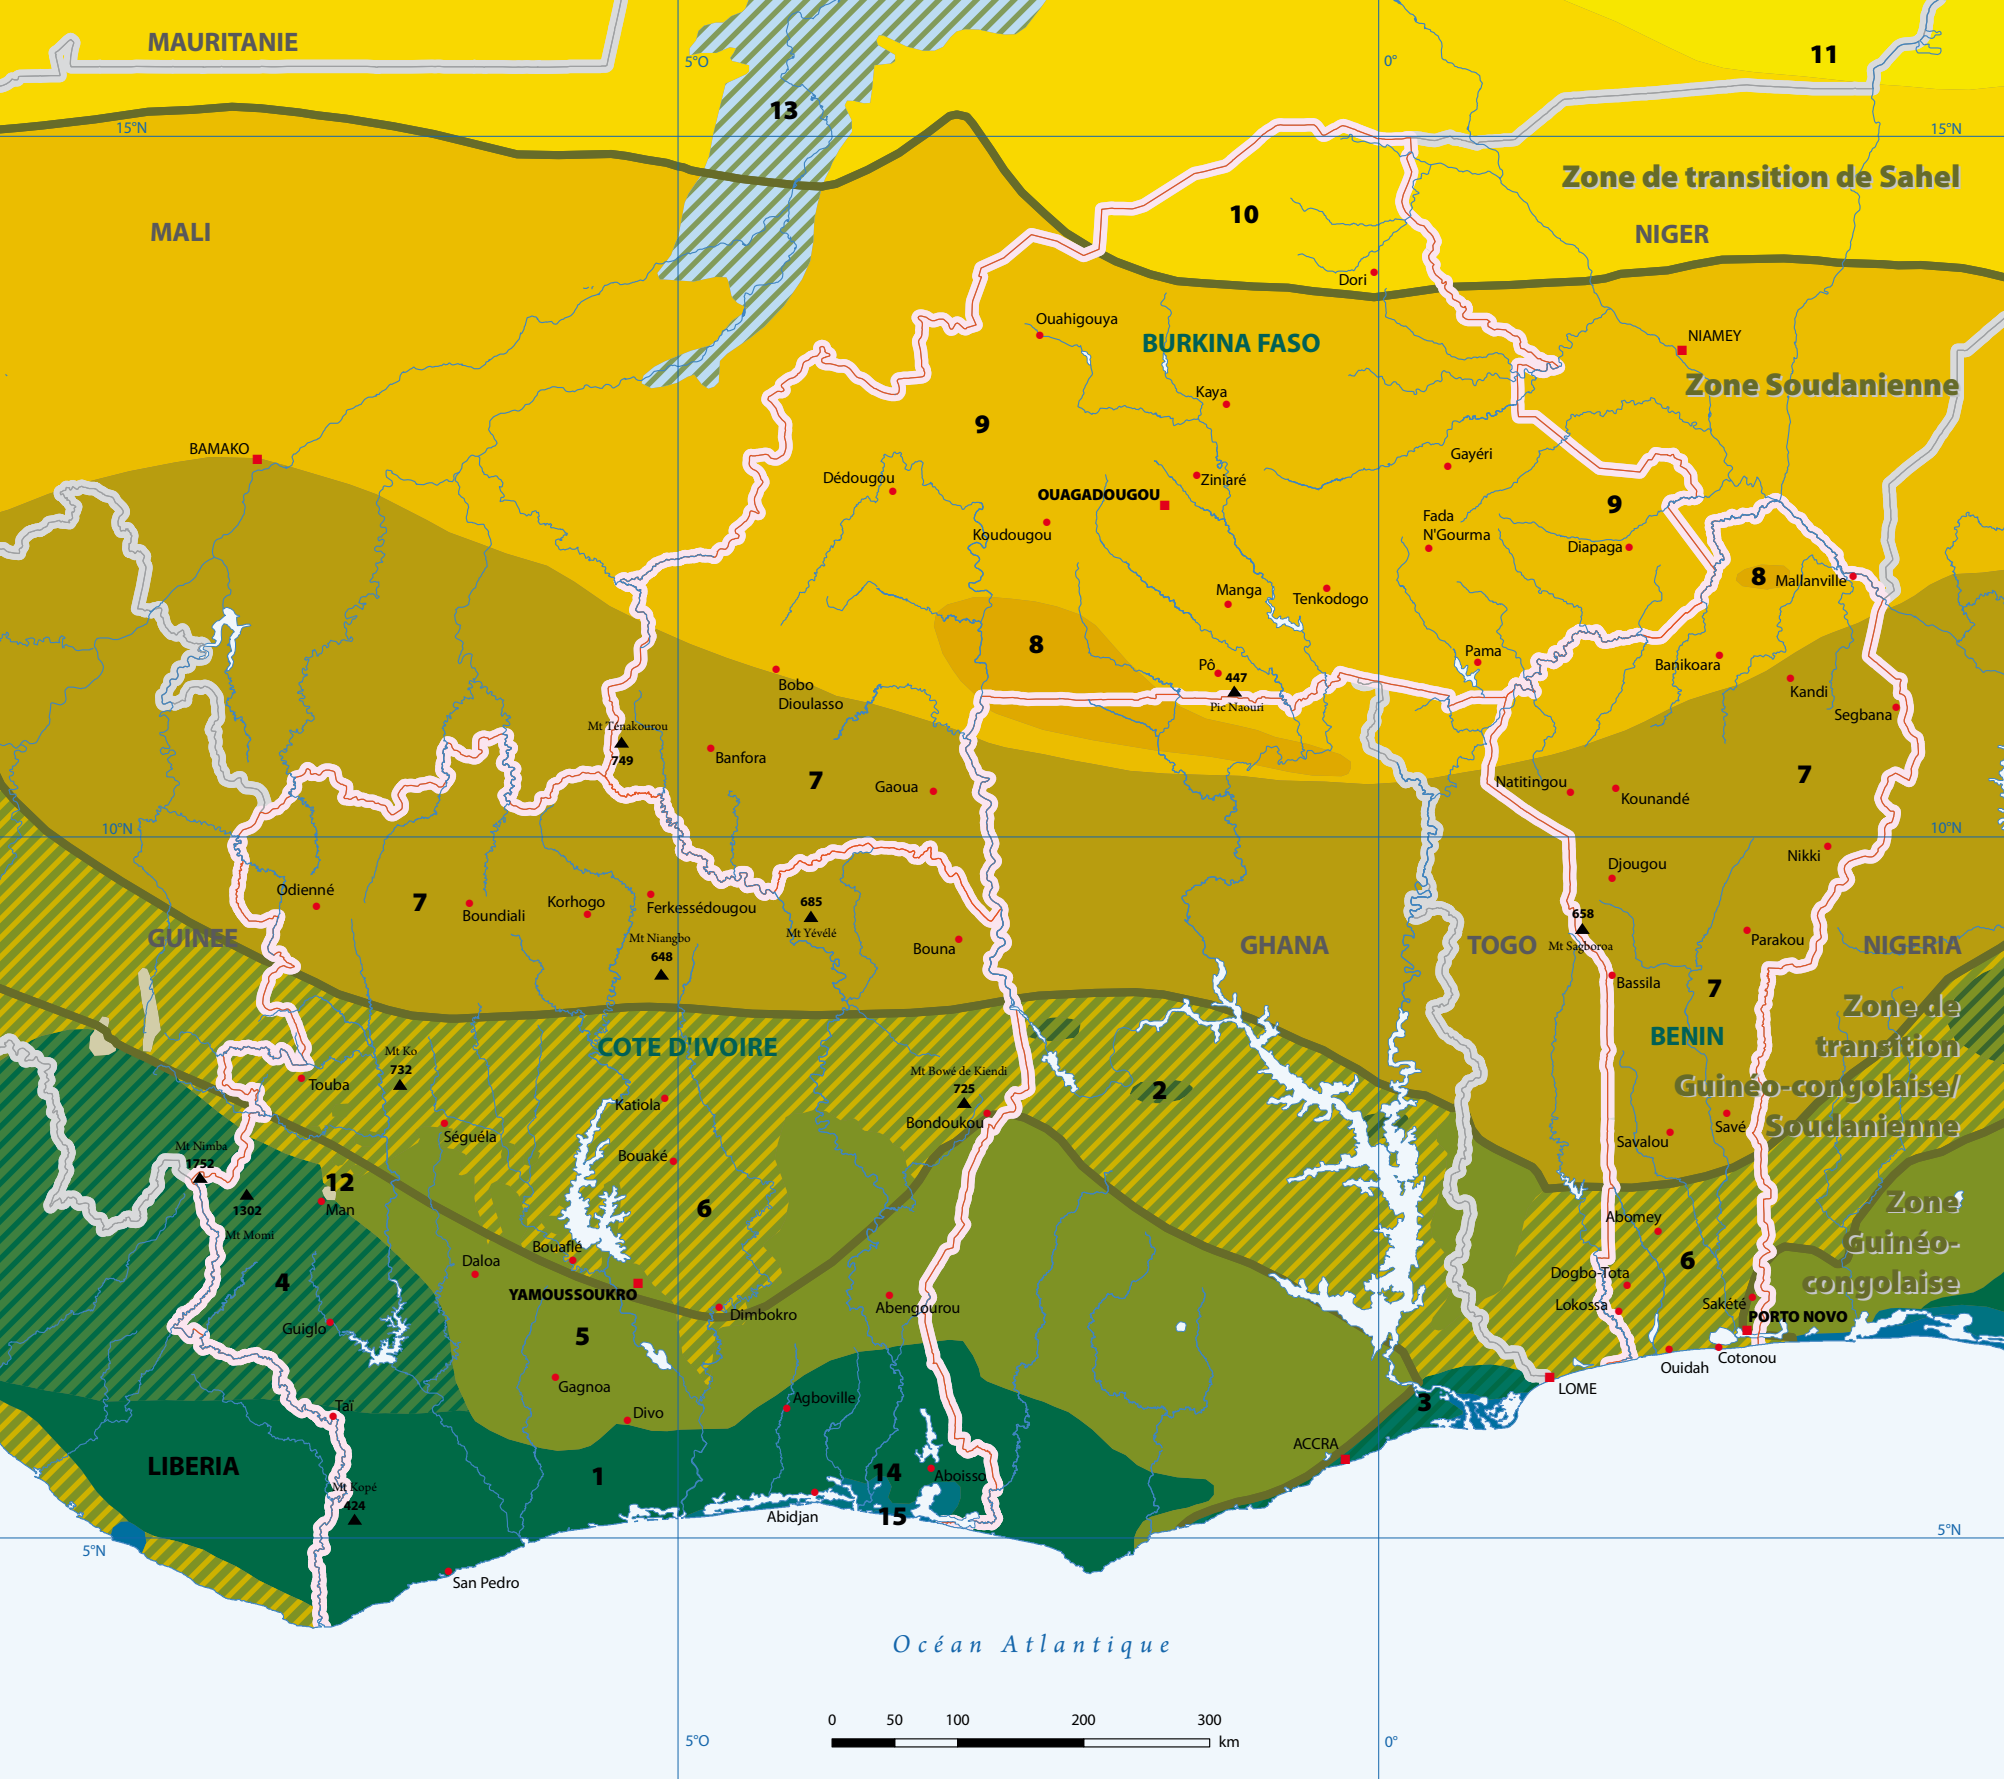 MAURITANIE
5°O
0°
11
13
15°N
15°N
Zone de transition de Sahel
10
MALI
NIGER
Dori
Ouahigouya
BURKINA FASO
NIAMEY
Zone Soudanienne
Kaya
9
BAMAKO
Gayéri
Dédougou
Ziniaré
OUAGADOUGOU
9
Fada
N'Gourma
Koudougou
Diapaga
8
Mallanville
Manga
Tenkodogo
8
Pama
Pô
447
Pic Naouri
Banikoara
Bobo
Dioulasso
Kandi
Segbana
Mt Ténakourou
749
Banfora
7
Gaoua
7
Natitingou
Kounandé
10°N
10°N
Nikki
Djougou
Odienné
7
Boundiali
Korhogo
Ferkessédougou
685
Mt Yévélé
658
Mt Sagboroa
GUINEE
Mt Niangbo
648
Bouna
GHANA
TOGO
Parakou
NIGERIA
Bassila
7
Zone de
transition
Guinéo-congolaise/
Soudanienne
COTE D'IVOIRE
BENIN
Mt Ko
732
Touba
Mt Bowé de Kiendi
725
2
Katiola
Bondoukou
Séguéla
Savé
Savalou
Mt Nimba
1752
Bouaké
12
1302
Man
Mt Momi
6
Abomey
Zone
Guinéo-
congolaise
Bouaflé
Daloa
4
6
Dogbo-Tota
YAMOUSSOUKRO
Lokossa
Sakété
PORTO NOVO
Abengourou
Dimbokro
Guiglo
5
Cotonou
Ouidah
Gagnoa
LOME
Agboville
3
Taï
Divo
ACCRA
LIBERIA
1
14
Aboisso
Mt Kopé
424
Abidjan
15
5°N
5°N
San Pedro
Océan Atlantique
0 50 100 200 300
km
5°O
0°